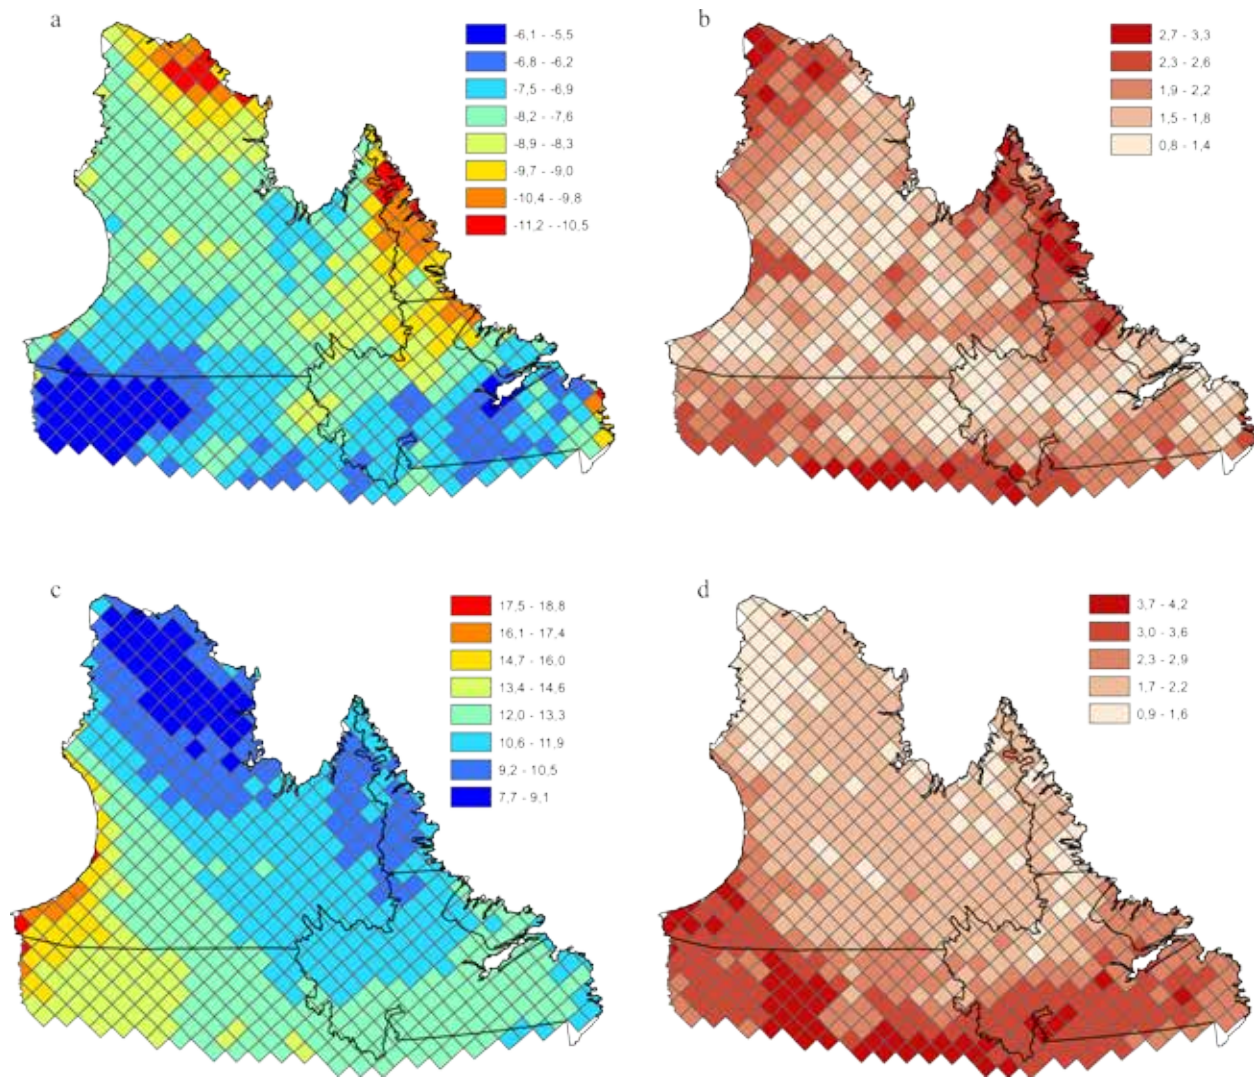 a
-6,1 - -5,5
-6,8 - -6,2
-7,5 - -6,9
-8,2 - -7,6
-8,9 - -8,3
-9,7 - -9,0
-10,4 - -9,8
-11,2 - -10,5
b
2,7 - 3,3
2,3 - 2,6
1,9 - 2,2
1,5 - 1,8
0,8 - 1,4
c
17,5 - 18,8
16,1 - 17,4
14,7 - 16,0
13,4 - 14,6
12,0 - 13,3
10,6 - 11,9
9,2 - 10,5
7,7 - 9,1
d
3,7 - 4,2
3,0 - 3,6
2,3 - 2,9
1,7 - 2,2
0,9 - 1,6